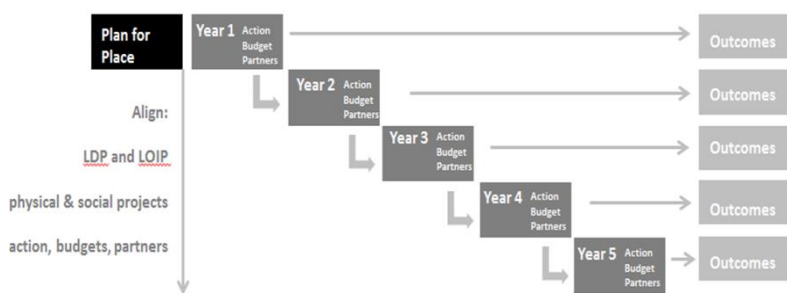 Plan for
Place
Year 1 Action
Budget
Partners
Outcomes
Year 2 Action
Budget
Partners
Outcomes
Align:
LDP and LOIP
physical & social projects
action, budgets, partners
Year 3 Action
Budget
Partners
Outcomes
Year 4 Action
Budget
Partners
Outcomes
Year 5 Action
Budget
Partners
Outcomes